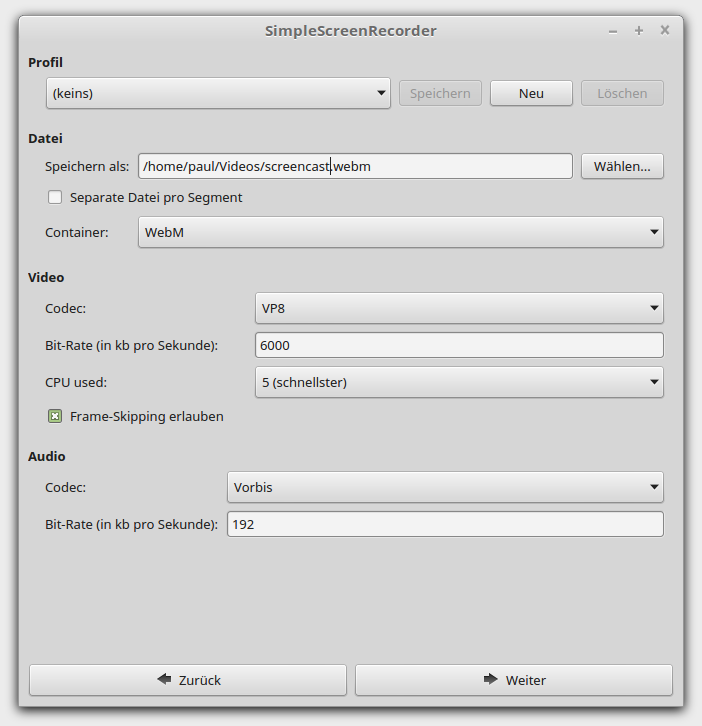 SimpleScreenRecorder
Profil
(keins) Speichern Neu Löschen
Datei
Speichern als: /home/paul/Videos/screencast.webm Wählen...
Separate Datei pro Segment
Container: WebM
Video
Codec: VP8
Bit-Rate (in kb pro Sekunde): 6000
CPU used: 5 (schnellster)
Frame-Skipping erlauben
Audio
Codec: Vorbis
Bit-Rate (in kb pro Sekunde): 192
Zurück Weiter